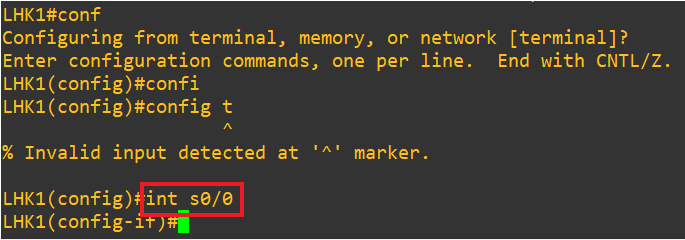 LHK1#conf
Configuring from terminal, memory, or network [terminal]?
Enter configuration commands, one per line.  End with CNTL/Z.
LHK1(config)#confi
LHK1(config)#config t
^
% Invalid input detected at '^' marker.
LHK1(config)#int s0/0
LHK1(config-if)#